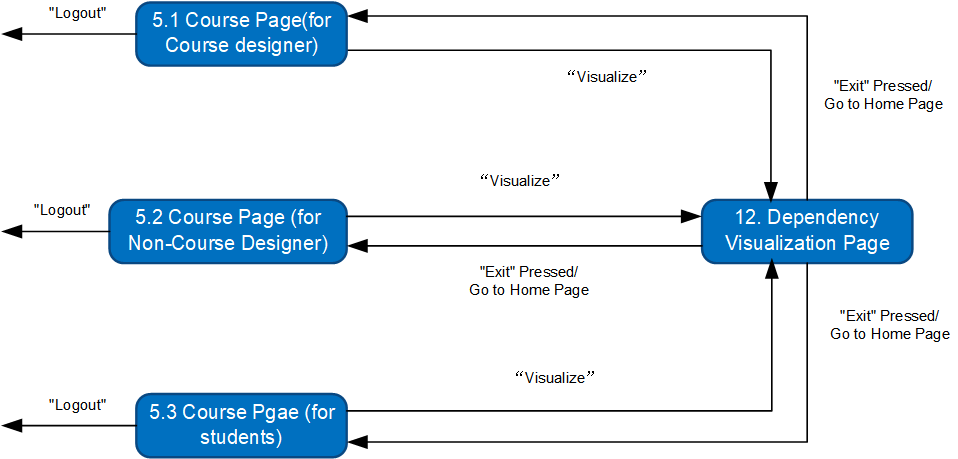 "Logout"
5.1 Course Page(for
Course designer)
“Visualize”
"Exit" Pressed/
Go to Home Page
“Visualize”
"Logout"
5.2 Course Page (for
Non-Course Designer)
12. Dependency
Visualization Page
"Exit" Pressed/
Go to Home Page
"Exit" Pressed/
Go to Home Page
“Visualize”
"Logout"
5.3 Course Pgae (for
students)